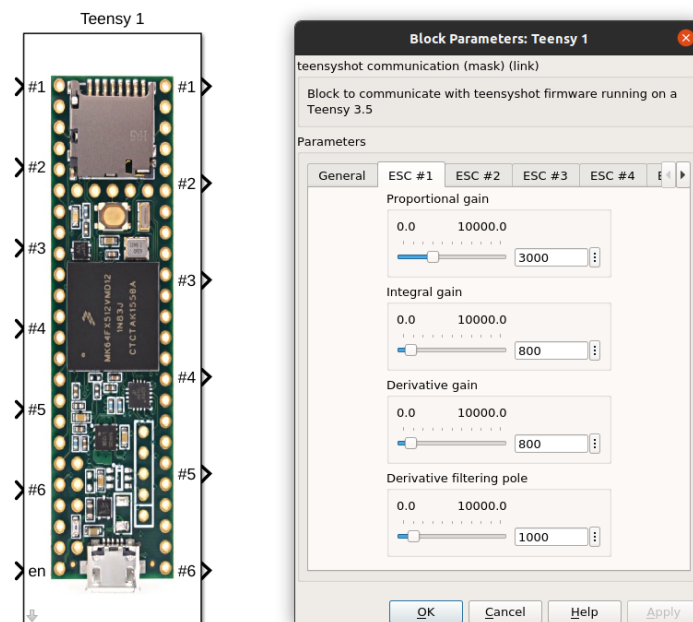 Teensy 1
#1
#2
#3
#4
#5
#6
en
#1
#2
#3
#4
#5
#6
MK64FX512VMD12
1N83J
CTCTAK1558A
Block Parameters: Teensy 1
teensyshot communication (mask) (link)
Block to communicate with teensyshot firmware running on a
Teensy 3.5
Parameters
General ESC #1 ESC #2 ESC #3 ESC #4
Proportional gain
0.0 10000.0
3000
Integral gain
0.0 10000.0
800
Derivative gain
0.0 10000.0
800
Derivative filtering pole
0.0 10000.0
1000
OK Cancel Help Apply